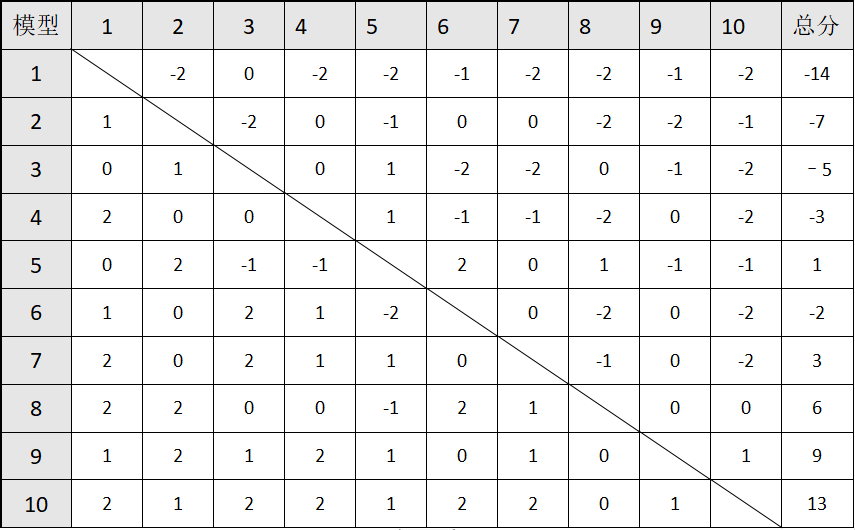 模型 1 2 3 4 5 6 7 8 9 10 总分
1 -2 0 -2 -2 -1 -2 -2 -1 -2 -14
2 1 -2 0 -1 0 0 -2 -2 -1 -7
3 0 1 0 1 -2 -2 0 -1 -2 -5
4 2 0 0 1 -1 -1 -2 0 -2 -3
5 0 2 -1 -1 2 0 1 -1 -1 1
6 1 0 2 1 -2 0 -2 0 -2 -2
7 2 0 2 1 1 0 -1 0 -2 3
8 2 2 0 0 -1 2 1 0 0 6
9 1 2 1 2 1 0 1 0 1 9
10 2 1 2 2 1 2 2 0 1 13